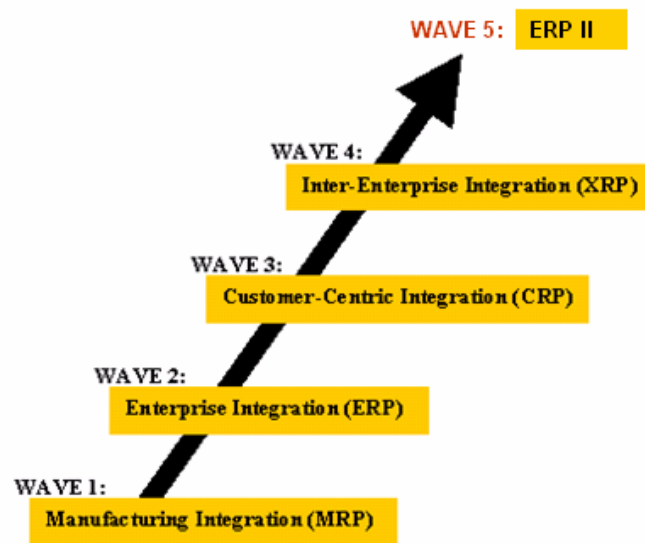 WAVE 5: ERP II
WAVE 4:
Inter-Enterprise Integration (XRP)
WAVE 3:
Customer-Centric Integration (CRP)
WAVE 2:
Enterprise Integration (ERP)
WAVE 1:
Manufacturing Integration (MRP)